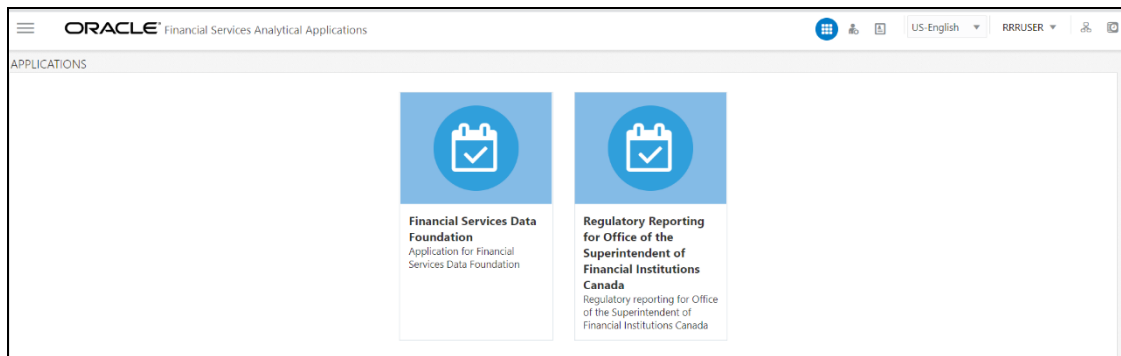 ORACLE® Financial Services Analytical Applications
US-English
RRRUSER
APPLICATIONS
Financial Services Data
Foundation
Application for Financial
Services Data Foundation
Regulatory Reporting
for Office of the
Superintendent of
Financial Institutions
Canada
Regulatory reporting for Office
of the Superintendent of
Financial Institutions Canada